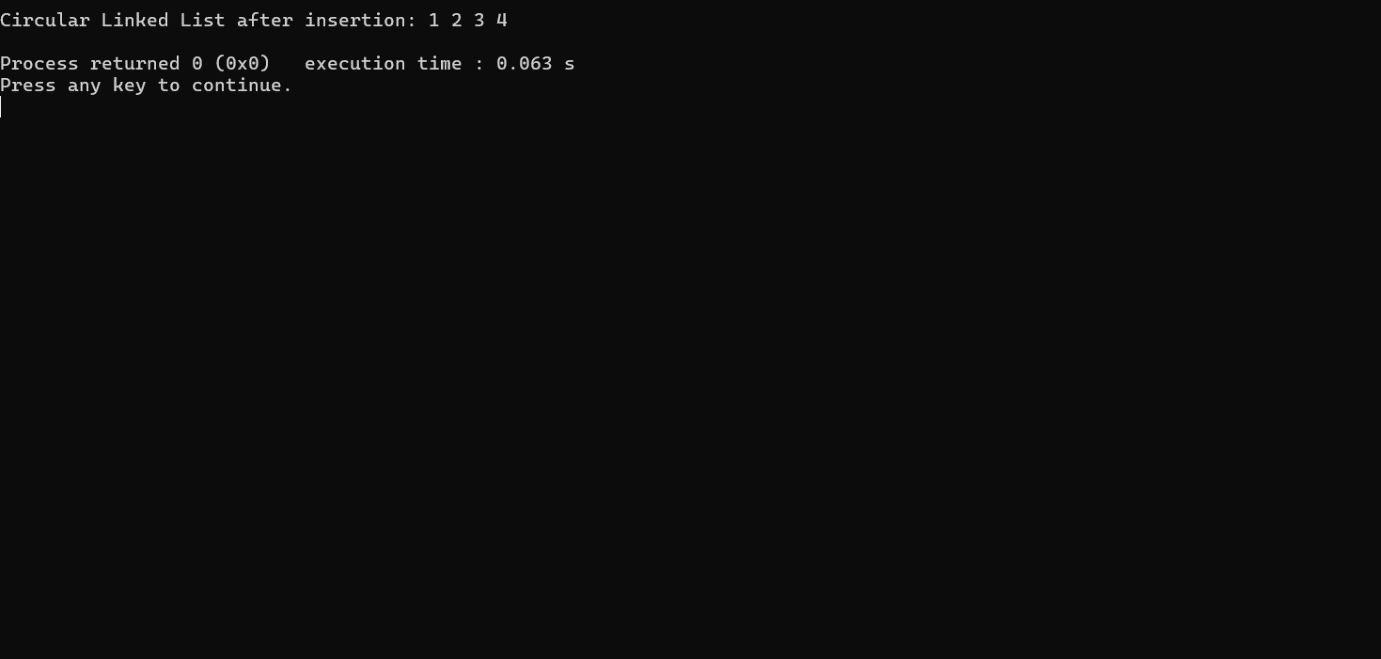 Circular Linked List after insertion: 1 2 3 4
Process returned 0 (0x0)   execution time : 0.063 s
Press any key to continue.